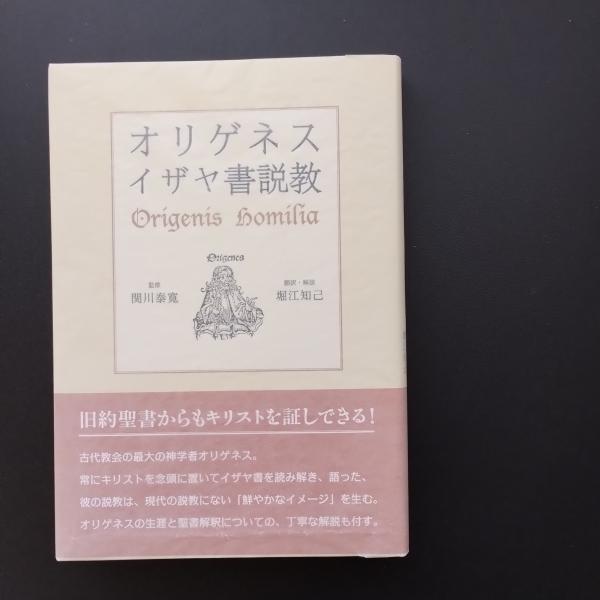 オリゲネス
イザヤ書説教
Origenis Homilia
Origenes
監修
関川泰寛
翻訳・解説
堀江知己
旧約聖書からもキリストを証しできる!
古代教会の最大の神学者オリゲネス。
常にキリストを念頭に置いてイザヤ書を読み解き、語った、
彼の説教は、現代の説教にない「鮮やかなイメージ」を生む。
オリゲネスの生涯と聖書解釈についての、丁寧な解説も付す。